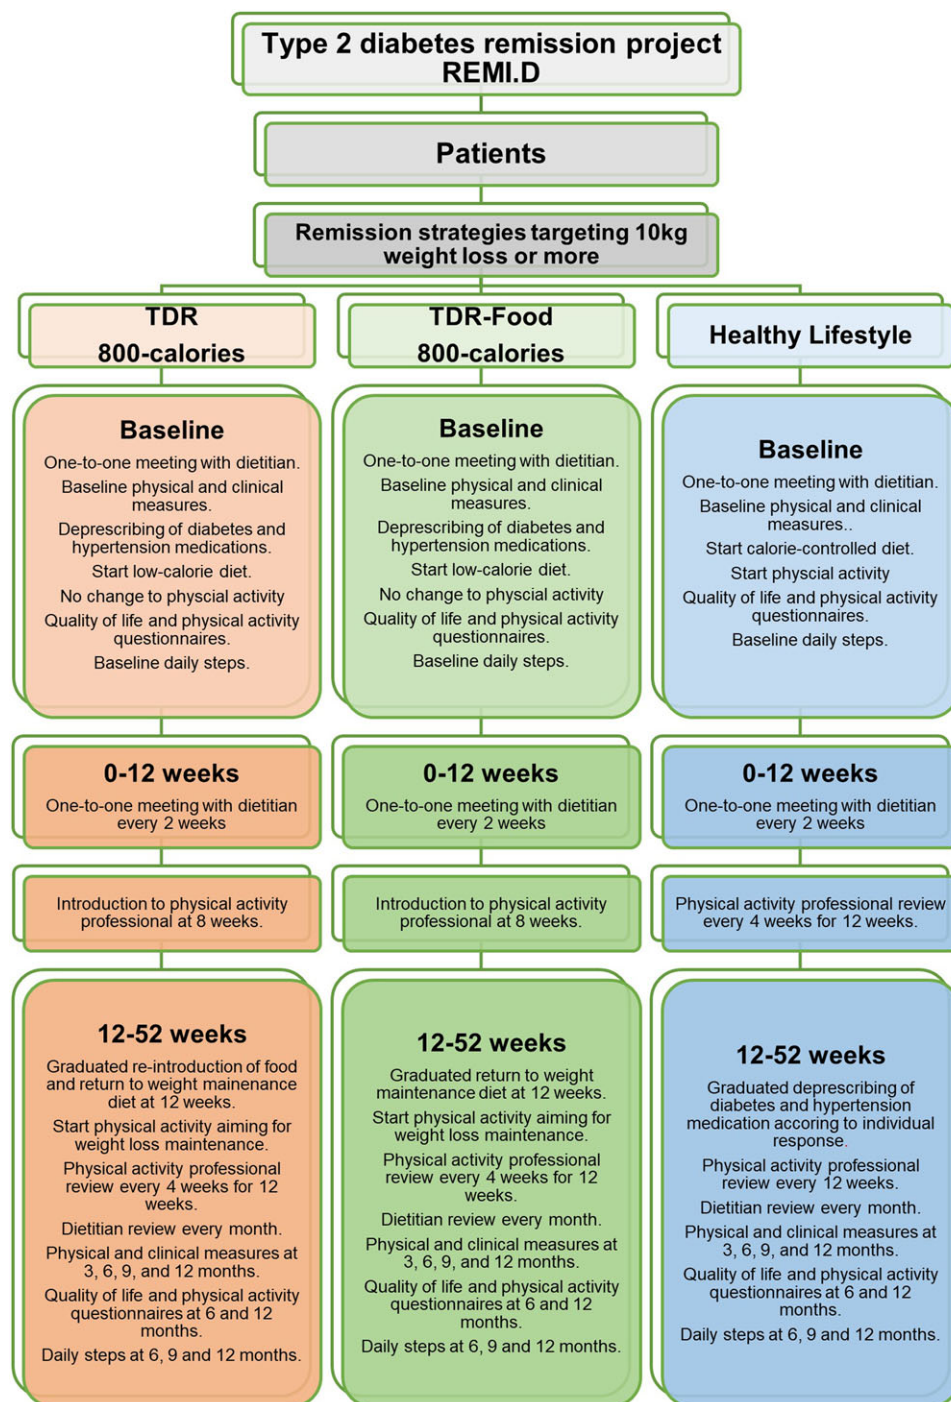 Type 2 diabetes remission project
REMI.D
Patients
Remission strategies targeting 10kg
weight loss or more
TDR
800-calories
Baseline
One-to-one meeting with dietitian.
Baseline physical and clinical
measures.
Deprescribing of diabetes and
hypertension medications.
Start low-calorie diet.
No change to physcial activity
Quality of life and physical activity
questionnaires.
Baseline daily steps.
0-12 weeks
One-to-one meeting with dietitian
every 2 weeks
Introduction to physical activity
professional at 8 weeks.
12-52 weeks
Graduated re-introduction of food
and return to weight mainenance
diet at 12 weeks.
Start physical activity aiming for
weight loss maintenance.
Physical activity professional
review every 4 weeks for 12
weeks.
Dietitian review every month.
Physical and clinical measures at
3, 6, 9, and 12 months.
Quality of life and physical activity
questionnaires at 6 and 12
months.
Daily steps at 6, 9 and 12 months.
TDR-Food
800-calories
Baseline
One-to-one meeting with dietitian.
Baseline physical and clinical
measures.
Deprescribing of diabetes and
hypertension medications.
Start low-calorie diet.
No change to physcial activity
Quality of life and physical activity
questionnaires.
Baseline daily steps.
0-12 weeks
One-to-one meeting with dietitian
every 2 weeks
Introduction to physical activity
professional at 8 weeks.
12-52 weeks
Graduated return to weight
maintenance diet at 12 weeks.
Start physical activity aiming for
weight loss maintenance.
Physical activity professional
review every 4 weeks for 12
weeks.
Dietitian review every month.
Physical and clinical measures at
3, 6, 9, and 12 months.
Quality of life and physical activity
questionnaires at 6 and 12
months.
Daily steps at 6, 9 and 12 months.
Healthy Lifestyle
Baseline
One-to-one meeting with dietitian.
Baseline physical and clinical
measures..
Start calorie-controlled diet.
Start physcial activity
Quality of life and physical activity
questionnaires.
Baseline daily steps.
0-12 weeks
One-to-one meeting with dietitian
every 2 weeks
Physical activity professional review
every 4 weeks for 12 weeks.
12-52 weeks
Graduated deprescribing of
diabetes and hypertension
medication accoring to individual
response.
Physical activity professional
review every 12 weeks.
Dietitian review every month.
Physical and clinical measures at
3, 6, 9, and 12 months.
Quality of life and physical activity
questionnaires at 6 and 12
months.
Daily steps at 6, 9 and 12 months.